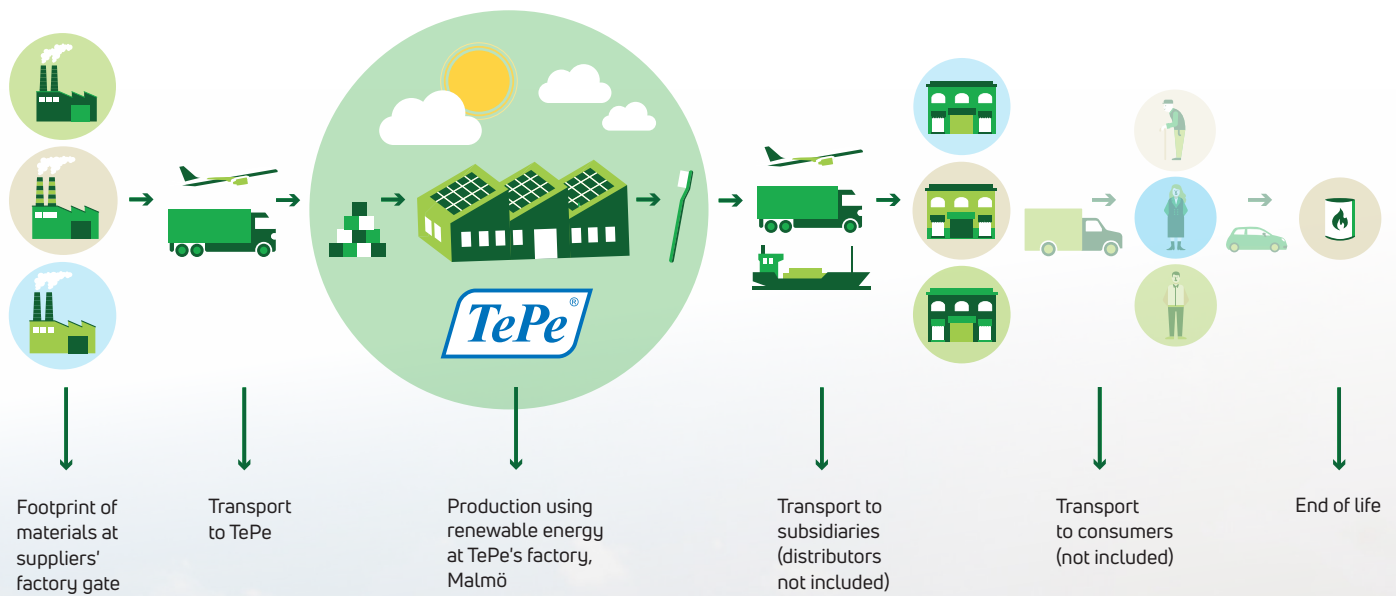 TePe®
Footprint of
materials at
suppliers'
factory gate
Transport
to TePe
Production using
renewable energy
at TePe's factory,
Malmö
Transport to
subsidiaries
(distributors
not included)
Transport
to consumers
(not included)
End of life